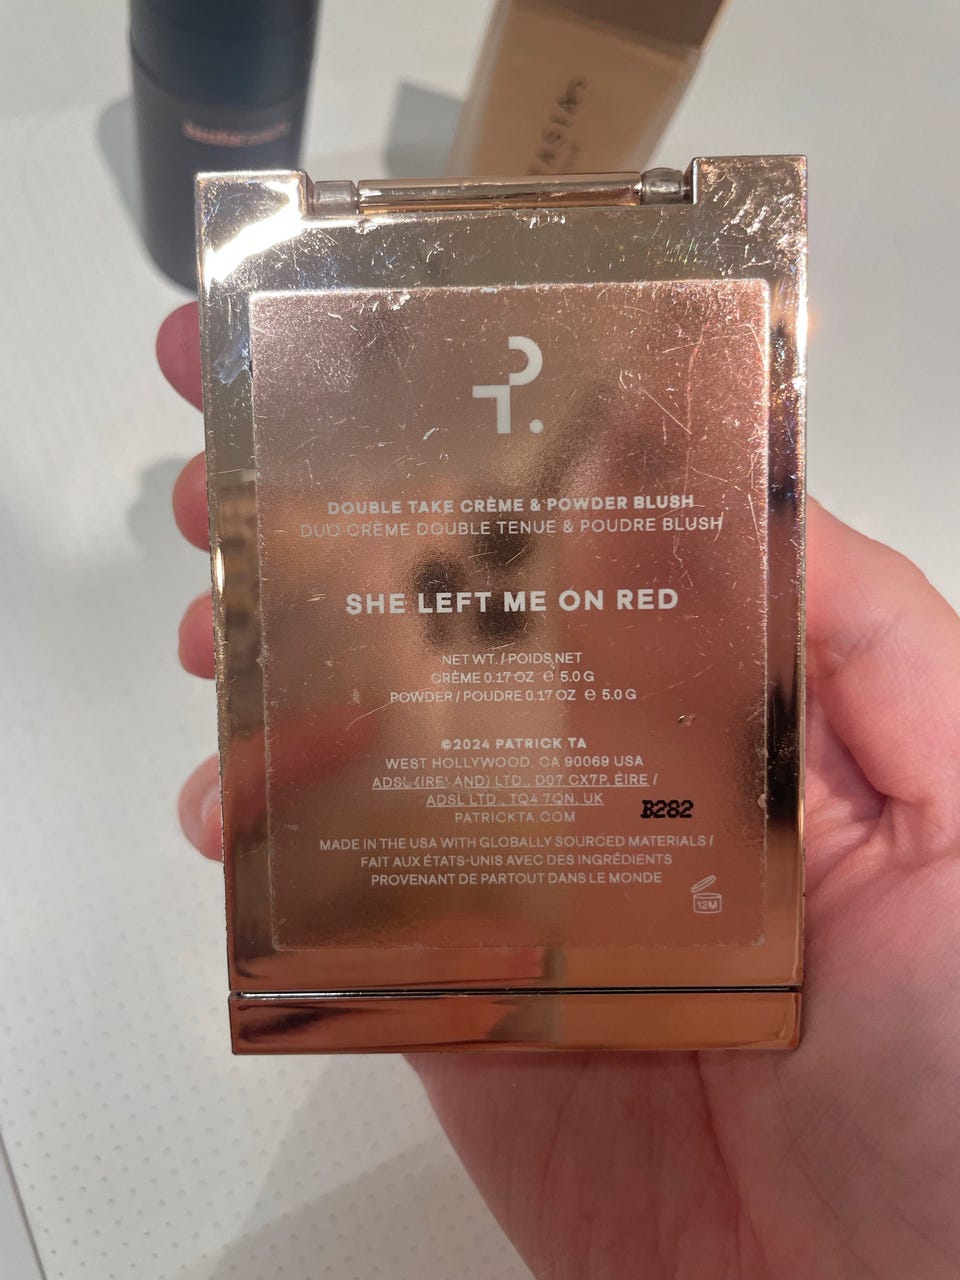 PT.
DOUBLE TAKE CRÈME & POWDER BLUSH
DUO CRÈME DOUBLE TENUE & POUDRE BLUSH
SHE LEFT ME ON RED
NET WT. / POIDS NET
CRÈME 0.17 OZ ℮ 5.0 G
POWDER / POUDRE 0.17 OZ ℮ 5.0 G
©2024 PATRICK TA
WEST HOLLYWOOD, CA 90069 USA
ADSL (IRELAND) LTD., D07 CX7P, ÉIRE /
ADSL LTD., TQ4 7QN, UK
PATRICKTA.COM
B282
MADE IN THE USA WITH GLOBALLY SOURCED MATERIALS /
FAIT AUX ÉTATS-UNIS AVEC DES INGRÉDIENTS
PROVENANT DE PARTOUT DANS LE MONDE
12M